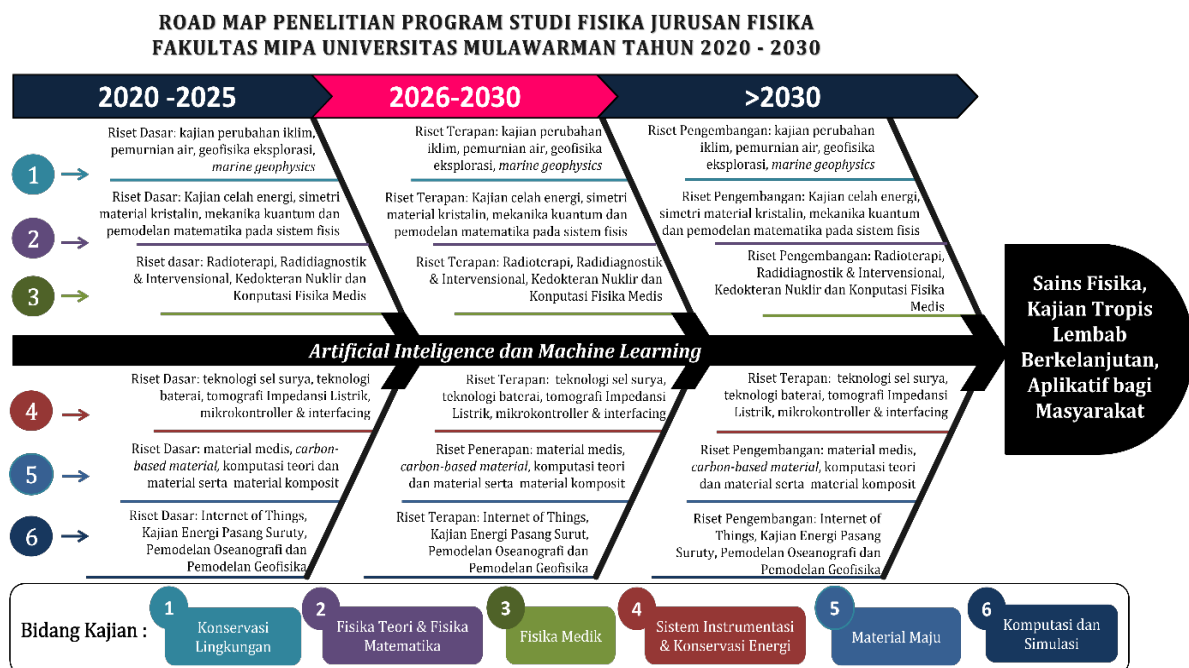 ROAD MAP PENELITIAN PROGRAM STUDI FISIKA JURUSAN FISIKA
FAKULTAS MIPA UNIVERSITAS MULAWARMAN TAHUN 2020 - 2030
2020 -2025
2026-2030
>2030
1
Riset Dasar: kajian perubahan iklim,
pemurnian air, geofisika eksplorasi,
marine geophysics
Riset Terapan: kajian perubahan
iklim, pemurnian air, geofisika
eksplorasi, marine geophysics
Riset Pengembangan: kajian perubahan
iklim, pemurnian air, geofisika
eksplorasi, marine geophysics
2
Riset Dasar: Kajian celah energi, simetri
material kristalin, mekanika kuantum dan
pemodelan matematika pada sistem fisis
Riset Terapan: Kajian celah energi, simetri
material kristalin, mekanika kuantum dan
pemodelan matematika pada sistem fisis
Riset Pengembangan: Kajian celah energi,
simetri material kristalin, mekanika kuantum
dan pemodelan matematika pada sistem fisis
3
Riset dasar: Radioterapi, Radidiagnostik
& Intervensional, Kedokteran Nuklir dan
Konputasi Fisika Medis
Riset Terapan: Radioterapi, Radidiagnostik
& Intervensional, Kedokteran Nuklir dan
Konputasi Fisika Medis
Riset Pengembangan: Radioterapi,
Radidiagnostik & Intervensional,
Kedokteran Nuklir dan Konputasi Fisika
Medis
Artificial Inteligence dan Machine Learning
Sains Fisika,
Kajian Tropis
Lembab
Berkelanjutan,
Aplikatif bagi
Masyarakat
4
Riset Dasar: teknologi sel surya, teknologi
baterai, tomografi Impedansi Listrik,
mikrokontroller & interfacing
Riset Terapan: teknologi sel surya,
teknologi baterai, tomografi Impedansi
Listrik, mikrokontroller & interfacing
Riset Terapan: teknologi sel surya,
teknologi baterai, tomografi Impedansi
Listrik, mikrokontroller & interfacing
5
Riset Dasar: material medis, carbon-
based material, komputasi teori dan
material serta material komposit
Riset Penerapan: material medis,
carbon-based material, komputasi teori
dan material serta material komposit
Riset Pengembangan: material medis,
carbon-based material, komputasi teori
dan material serta material komposit
6
Riset Dasar: Internet of Things,
Kajian Energi Pasang Suruty,
Pemodelan Oseanografi dan
Pemodelan Geofisika
Riset Terapan: Internet of Things,
Kajian Energi Pasang Surut,
Pemodelan Oseanografi dan
Pemodelan Geofisika
Riset Pengembangan: Internet of
Things, Kajian Energi Pasang
Suruty, Pemodelan Oseanografi dan
Pemodelan Geofisika
Bidang Kajian :
1
Konservasi
Lingkungan
2
Fisika Teori & Fisika
Matematika
3
Fisika Medik
4
Sistem Instrumentasi
& Konservasi Energi
5
Material Maju
6
Komputasi dan
Simulasi